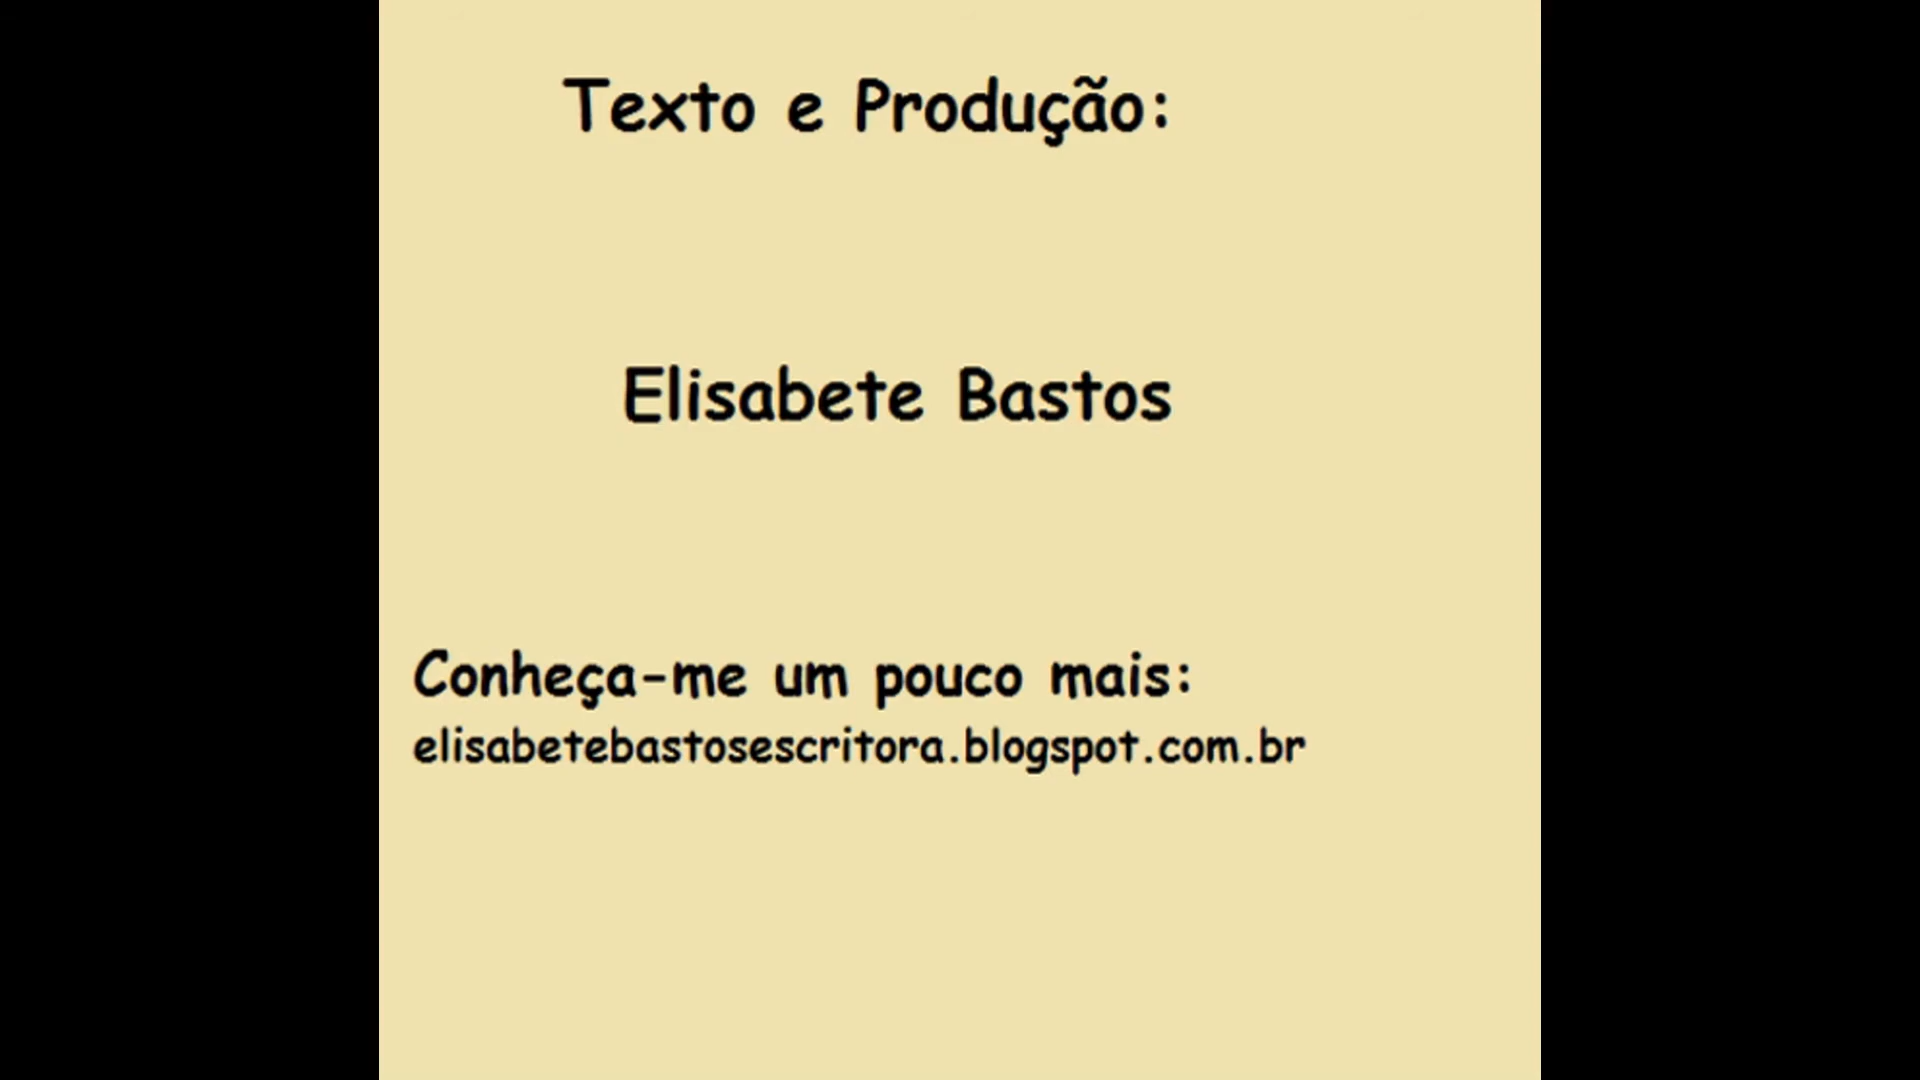 Texto e Produção:
Elisabete Bastos
Conheça-me um pouco mais:
elisabetebastosescritora.blogspot.com.br